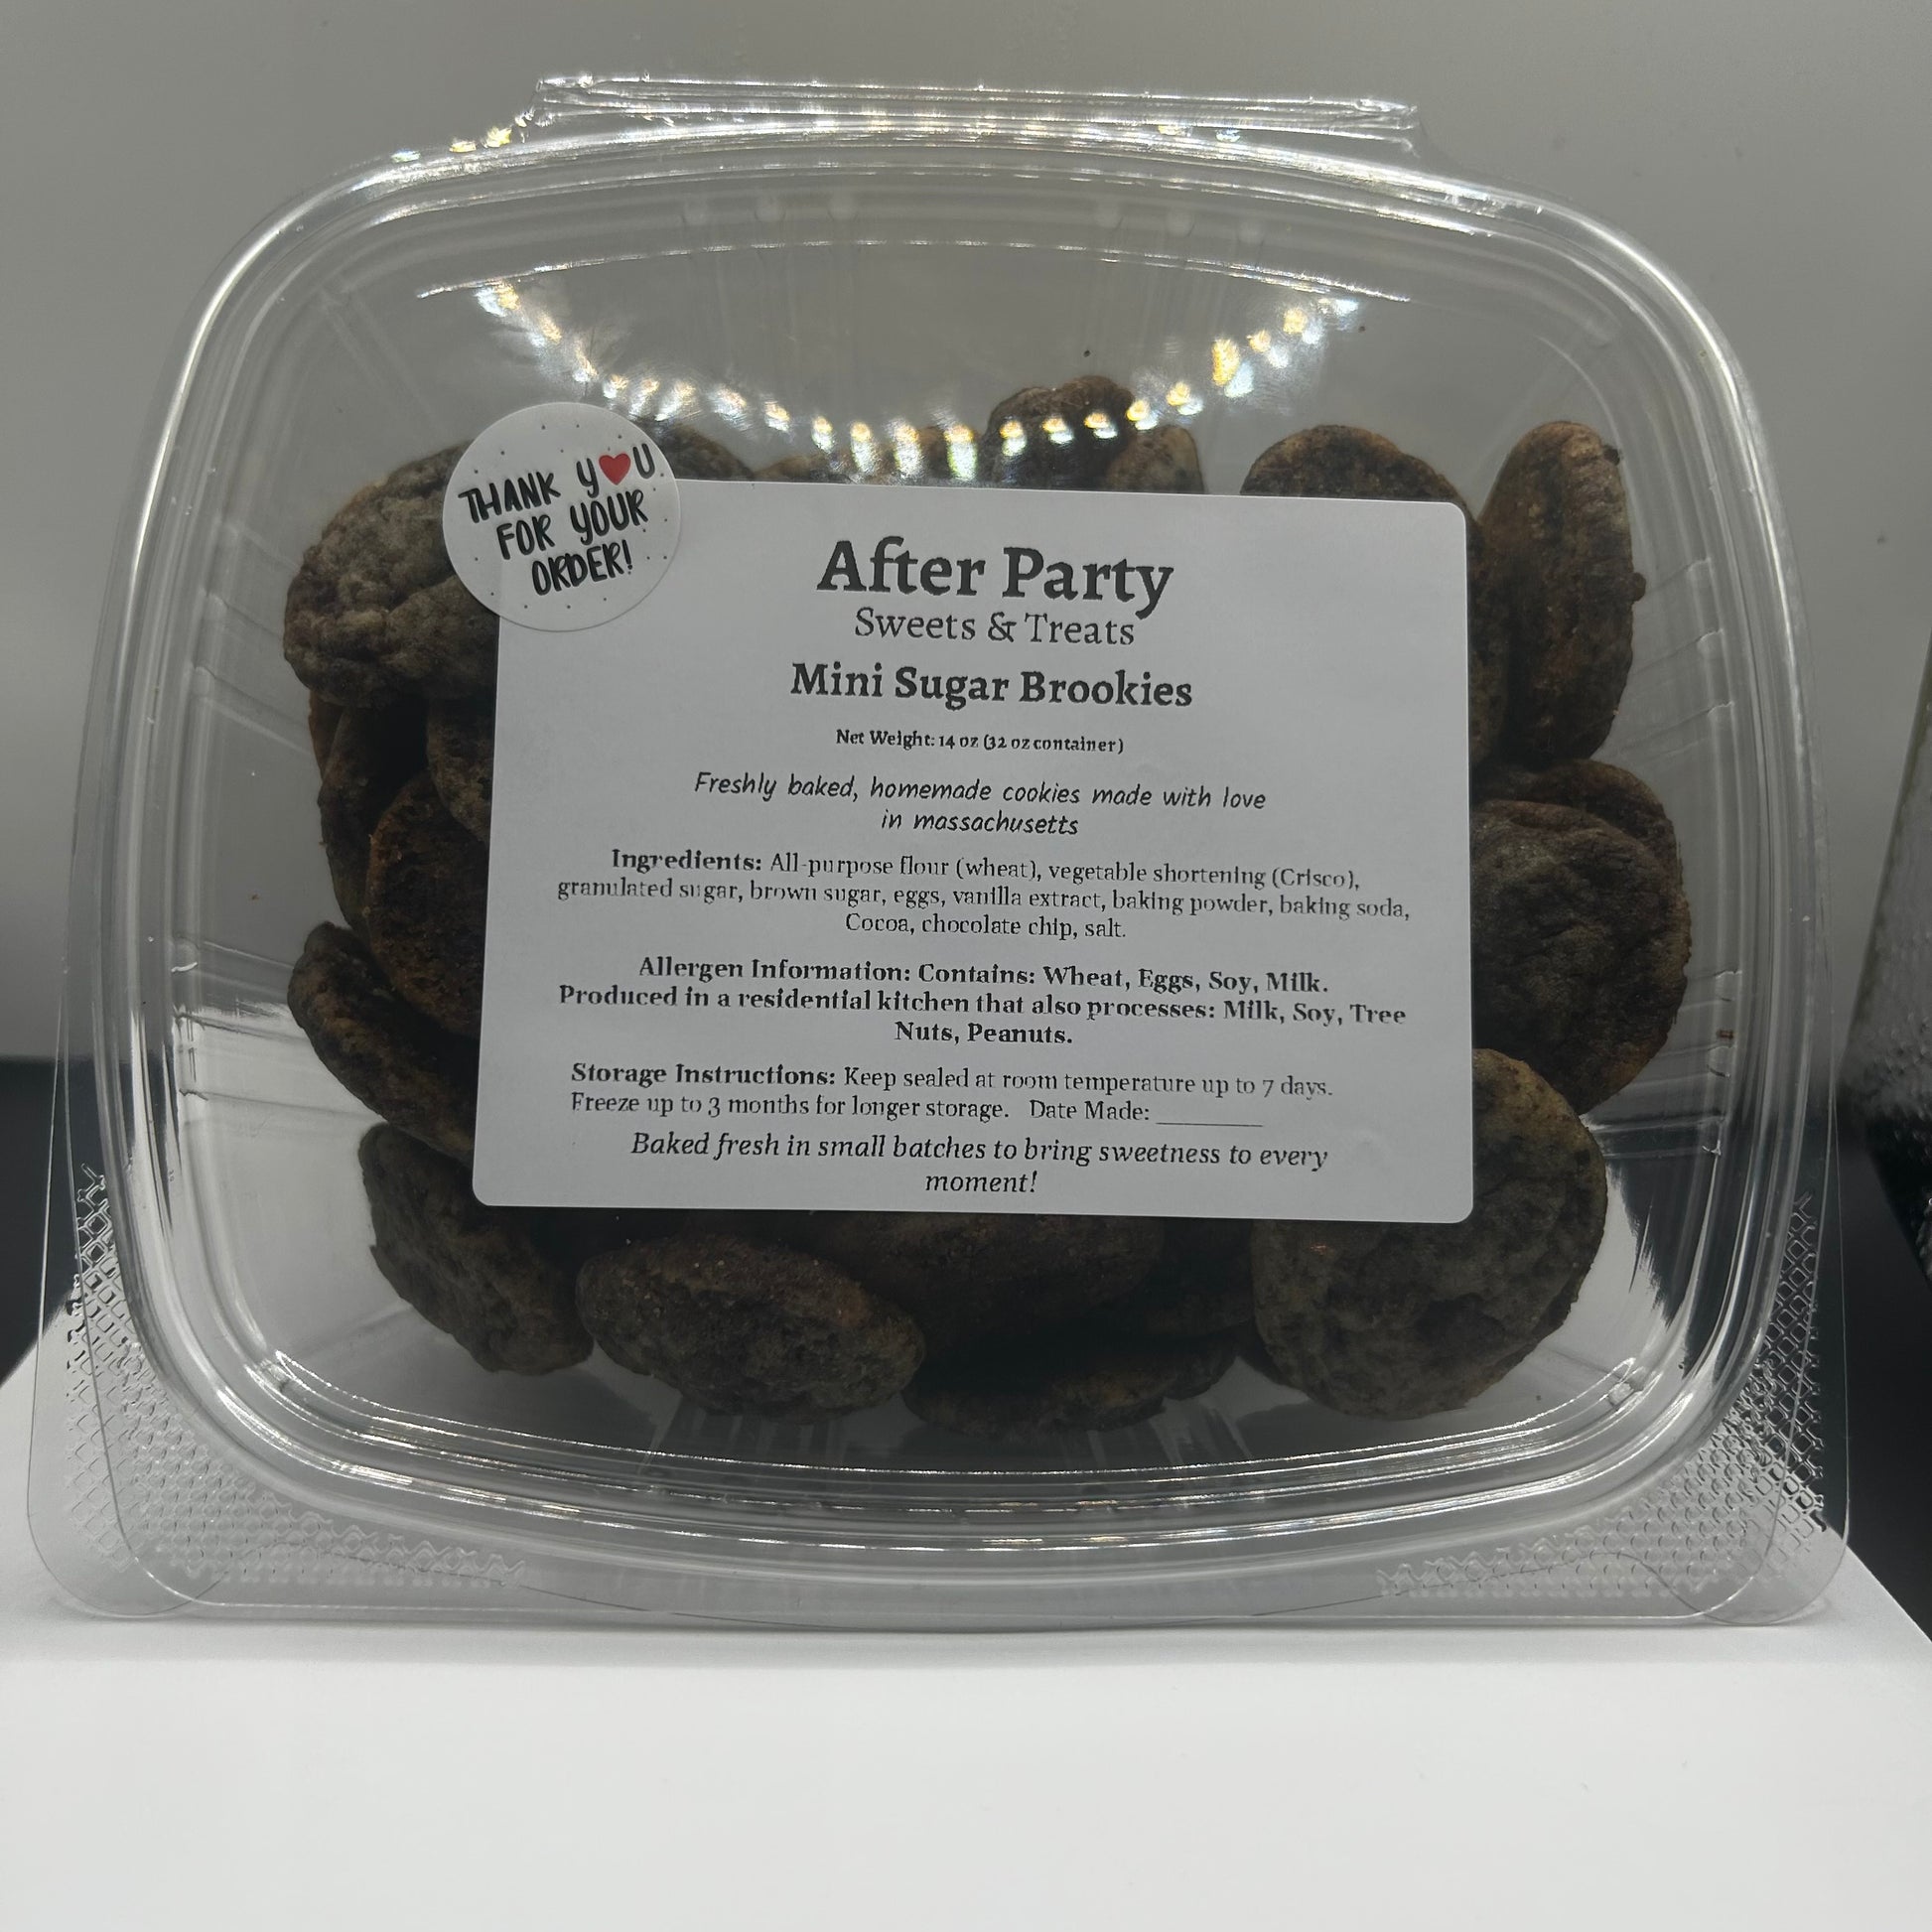 THANK Y♥U
FOR YOUR
ORDER!
After Party
Sweets & Treats
Mini Sugar Brookies
Net Weight: 14 oz (32 oz container)
Freshly baked, homemade cookies made with love
in massachusetts
Ingredients: All-purpose flour (wheat), vegetable shortening (Crisco),
granulated sugar, brown sugar, eggs, vanilla extract, baking powder, baking soda,
Cocoa, chocolate chip, salt.
Allergen Information: Contains: Wheat, Eggs, Soy, Milk.
Produced in a residential kitchen that also processes: Milk, Soy, Tree
Nuts, Peanuts.
Storage Instructions: Keep sealed at room temperature up to 7 days.
Freeze up to 3 months for longer storage. Date Made: ________
Baked fresh in small batches to bring sweetness to every
moment!